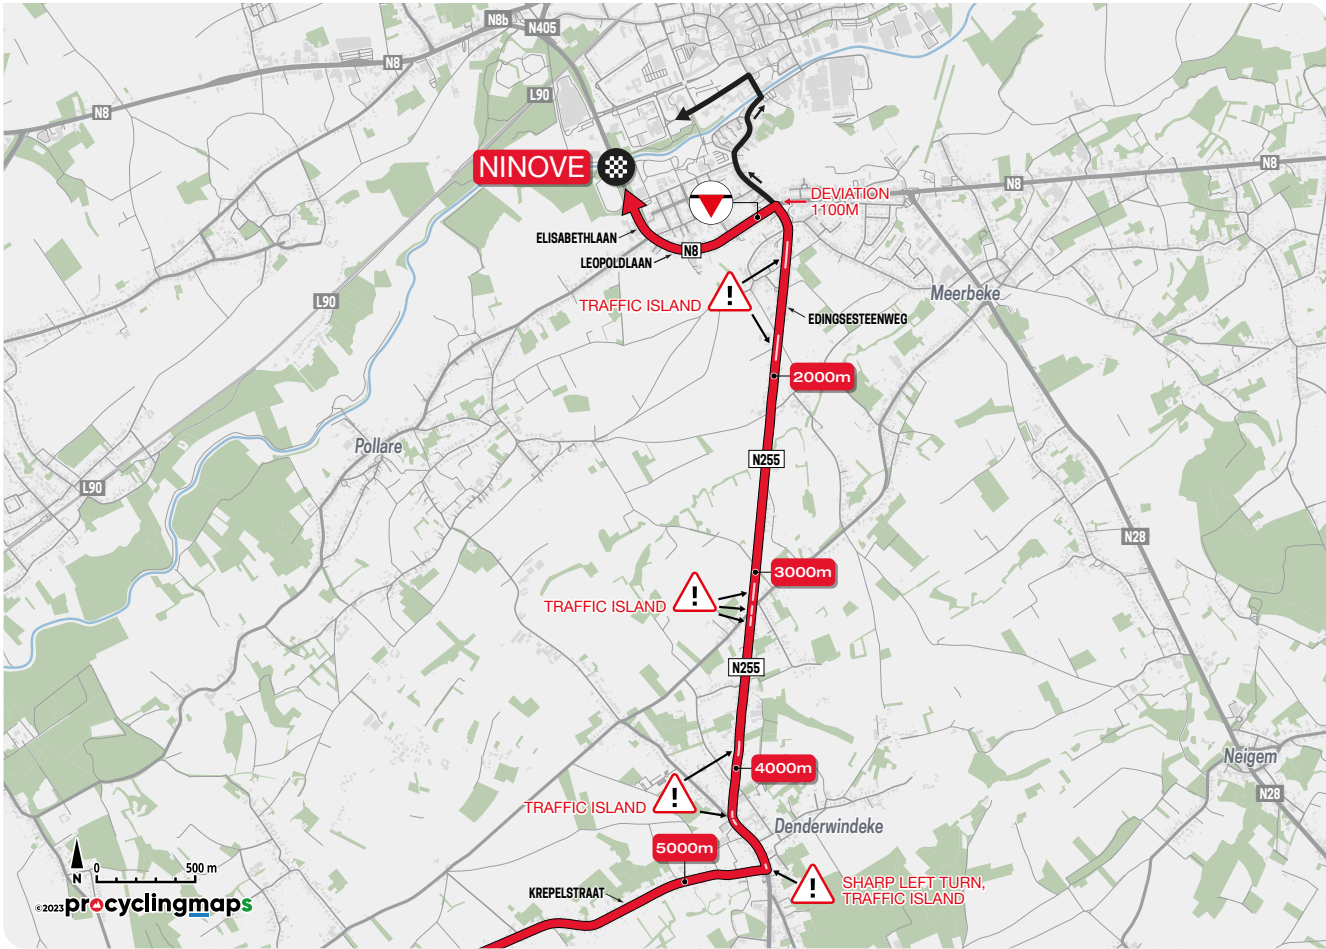 N8b
N405
N8
L90
N8
NINOVE
N8
N8
DEVIATION
1100M
ELISABETHLAAN
N8
LEOPOLDLAAN
L90
Meerbeke
!
TRAFFIC ISLAND
EDINGSESTEENWEG
2000m
Pollare
N255
L90
N28
3000m
!
TRAFFIC ISLAND
N255
Neigem
4000m
!
TRAFFIC ISLAND
N28
Denderwindeke
5000m
N
0 500 m
KREPELSTRAAT
!
SHARP LEFT TURN,
TRAFFIC ISLAND
©2023 procyclingmaps